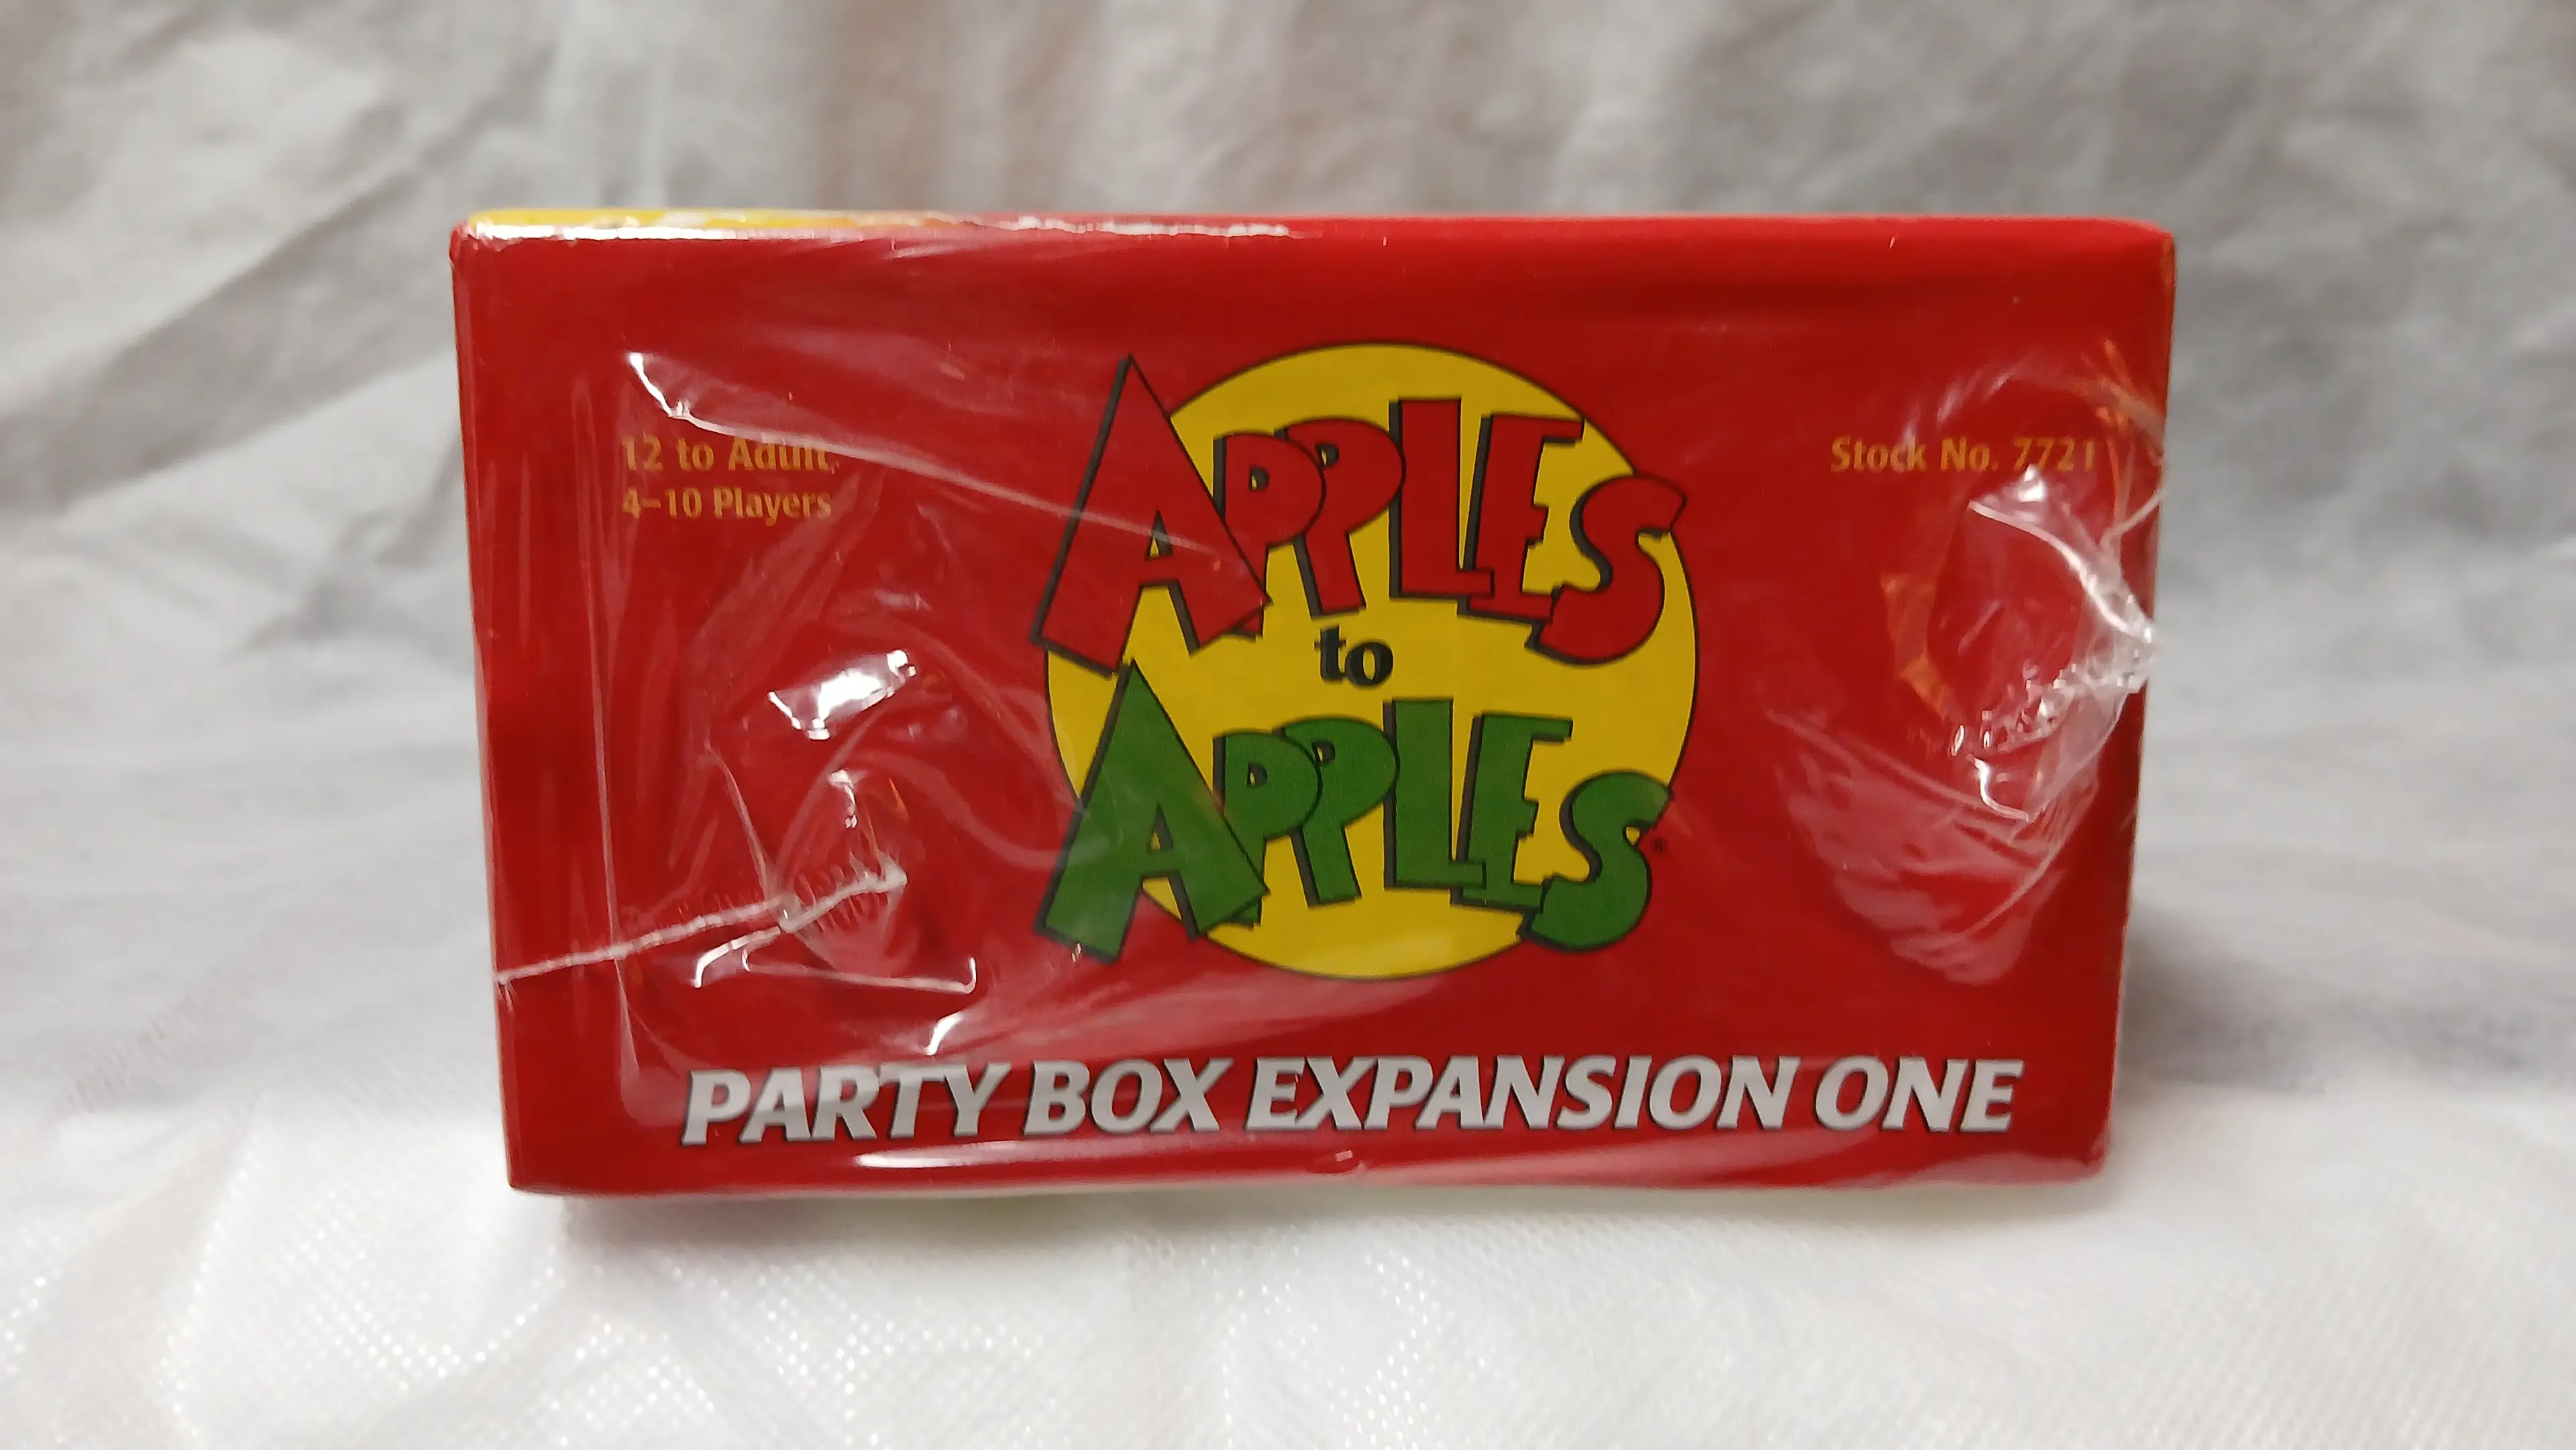 12 to Adult
4–10 Players
Stock No. 7721
APPLES
to
APPLES®
PARTY BOX EXPANSION ONE